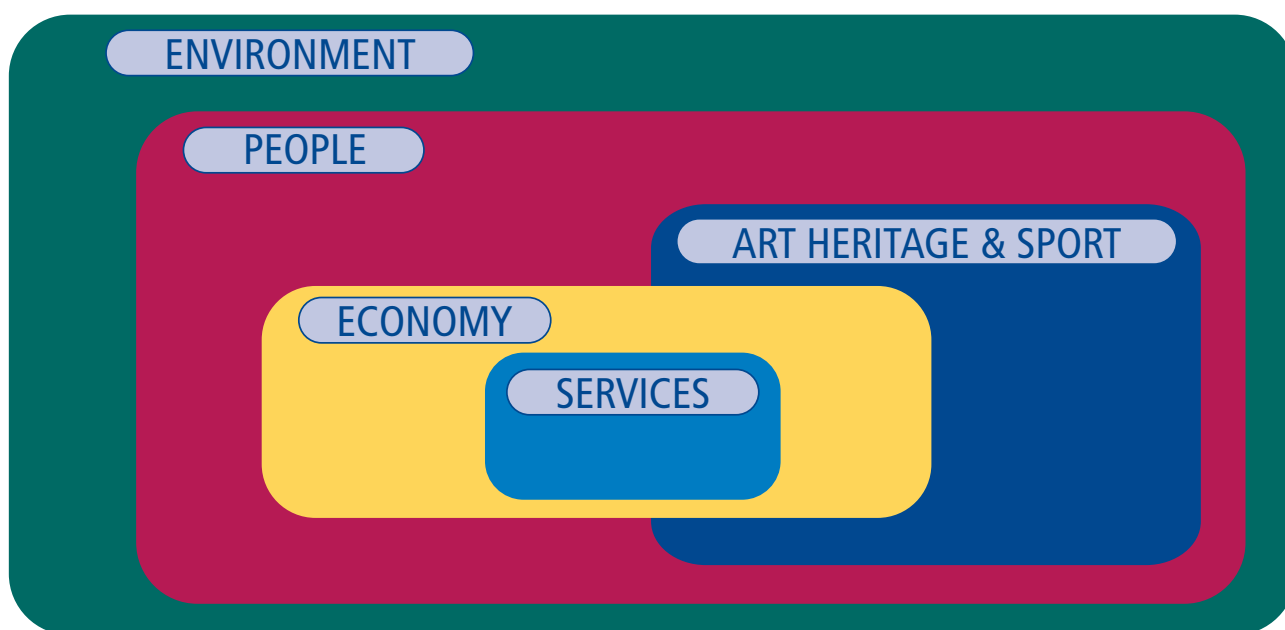 ENVIRONMENT
PEOPLE
ART HERITAGE & SPORT
ECONOMY
SERVICES